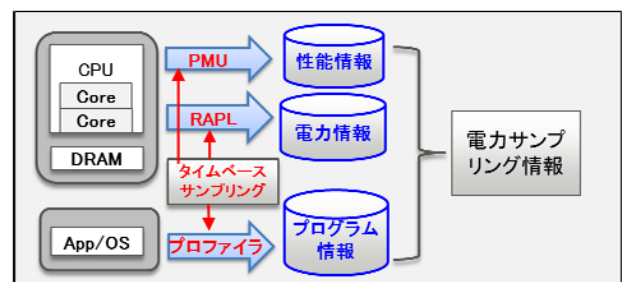 CPU
Core
Core
DRAM
PMU
性能情報
RAPL
電力情報
タイムベース
サンプリング
App/OS
プロファイラ
プログラム
情報
電力サンプ
リング情報